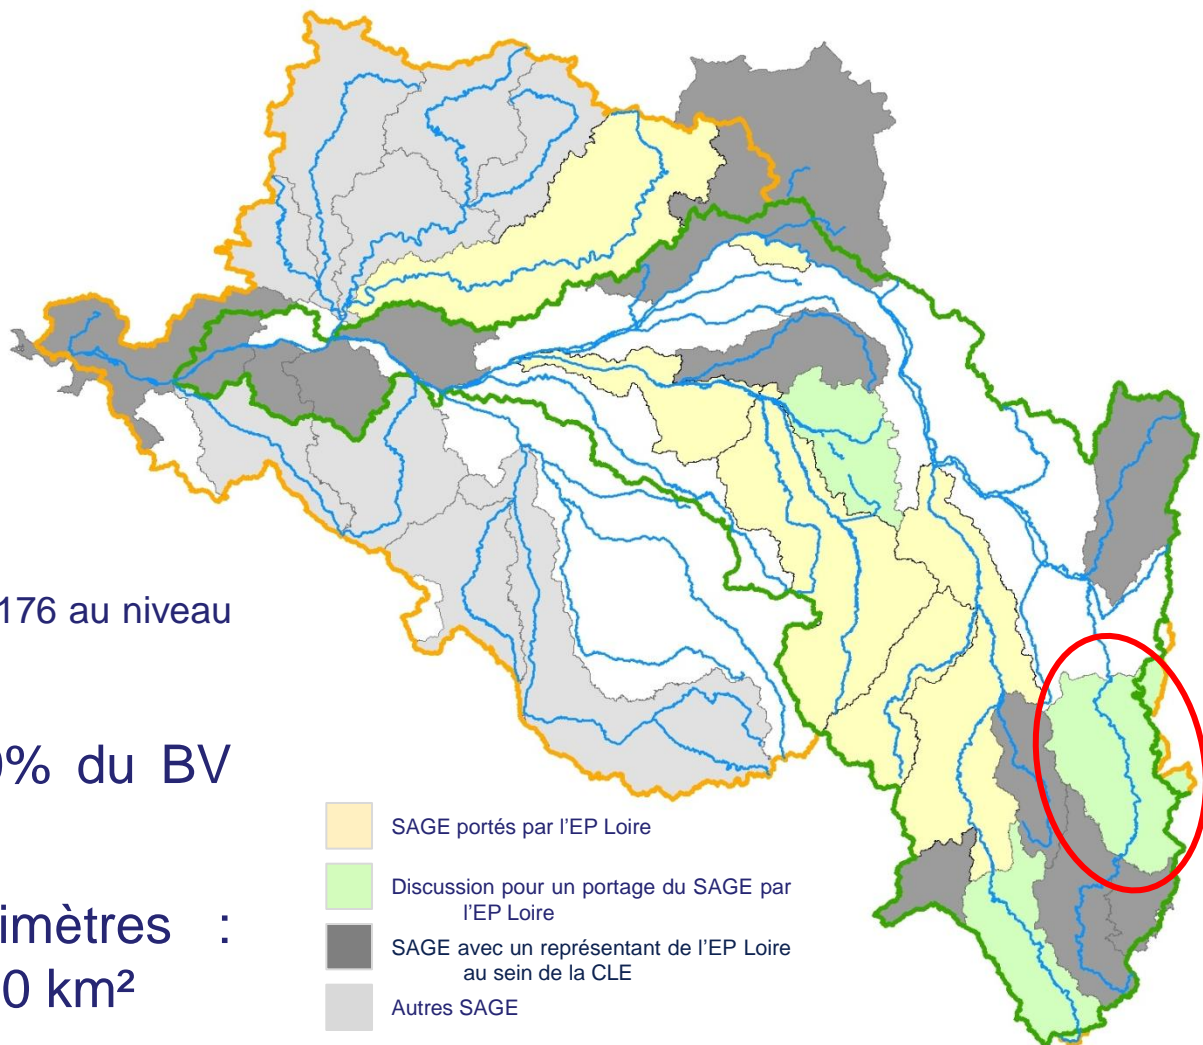 176 au niveau
% du BV
imètres :
0 km²
SAGE portés par l'EP Loire
Discussion pour un portage du SAGE par
l'EP Loire
SAGE avec un représentant de l'EP Loire
au sein de la CLE
Autres SAGE